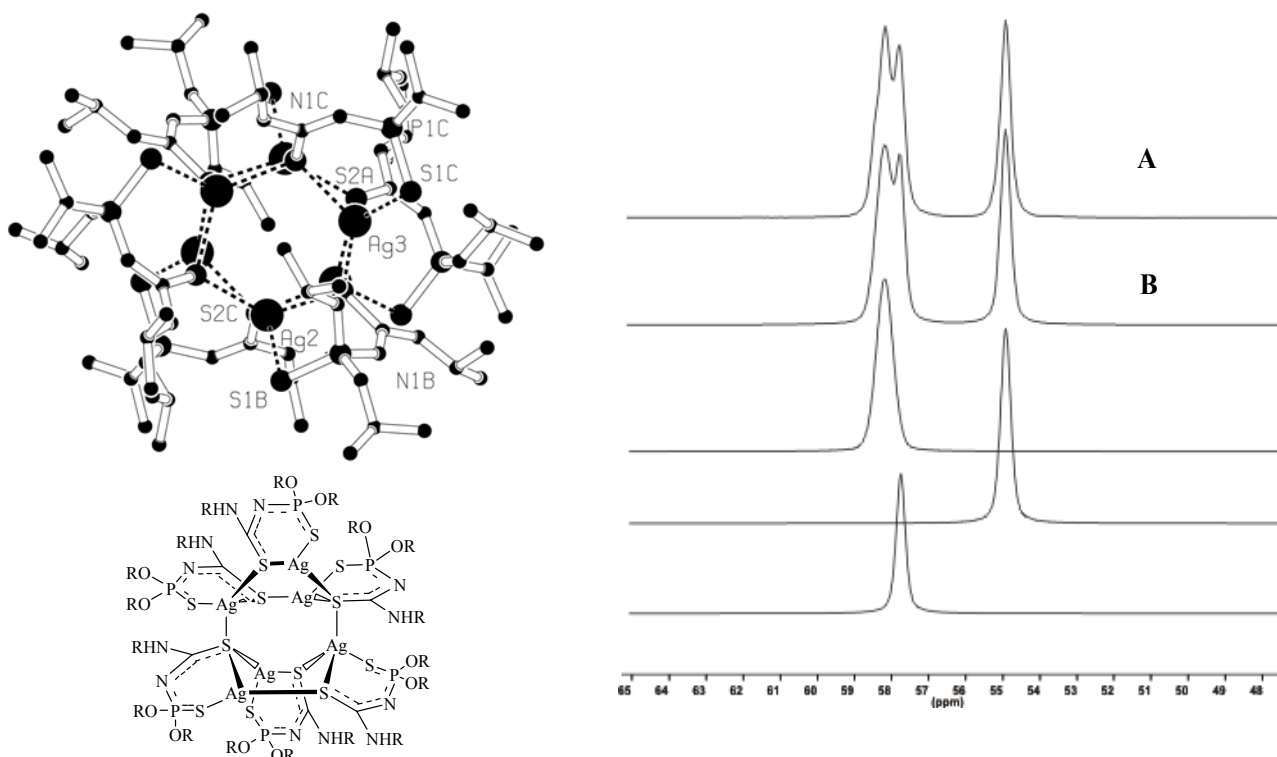 N1C
P1C
S2A
S1C
Ag3
S2C
Ag2
N1B
S1B
RO
OR
N
P
RHN
S
RO
RHN
OR
S
Ag
S
P
RO
N
N
P
RO
S
Ag
S
Ag
S
NHR
RHN
S
Ag
S
OR
P
OR
N
Ag
S
Ag
S
N
RO
P
S
S
P
N
OR
RO
OR
NHR
NHR
A
B
65 64 63 62 61 60 59 58 57 56 55 54 53 52 51 50 49 48
(ppm)